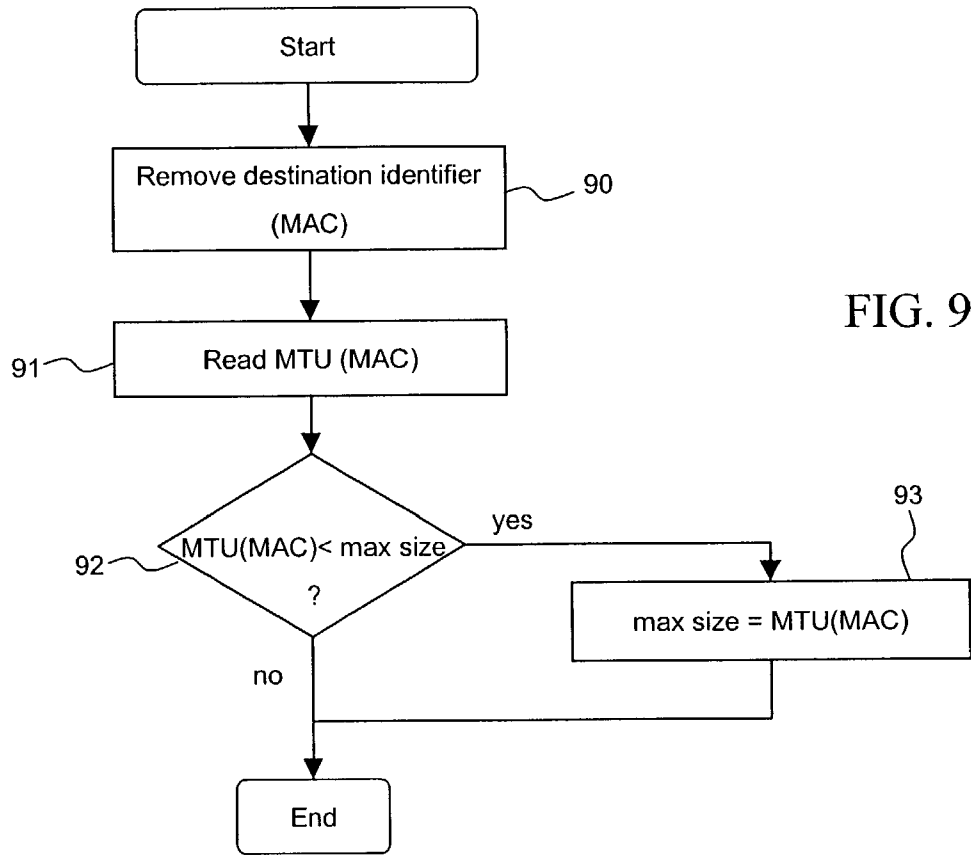 Start
Remove destination identifier
(MAC)
90
FIG. 9
91
Read MTU (MAC)
93
yes
MTU(MAC)< max size
92
?
max size = MTU(MAC)
no
End